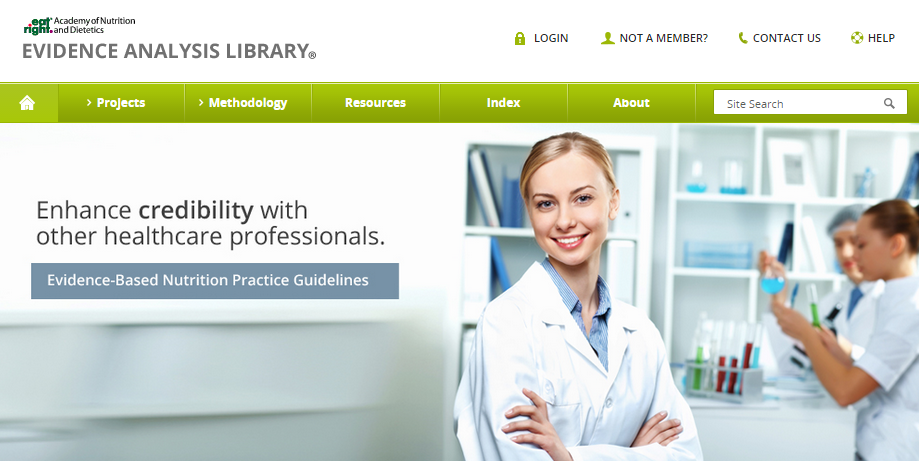 eat right. Academy of Nutrition and Dietetics
EVIDENCE ANALYSIS LIBRARY®
LOGIN
NOT A MEMBER?
CONTACT US
HELP
Projects
Methodology
Resources
Index
About
Site Search
Enhance credibility with
other healthcare professionals.
Evidence-Based Nutrition Practice Guidelines